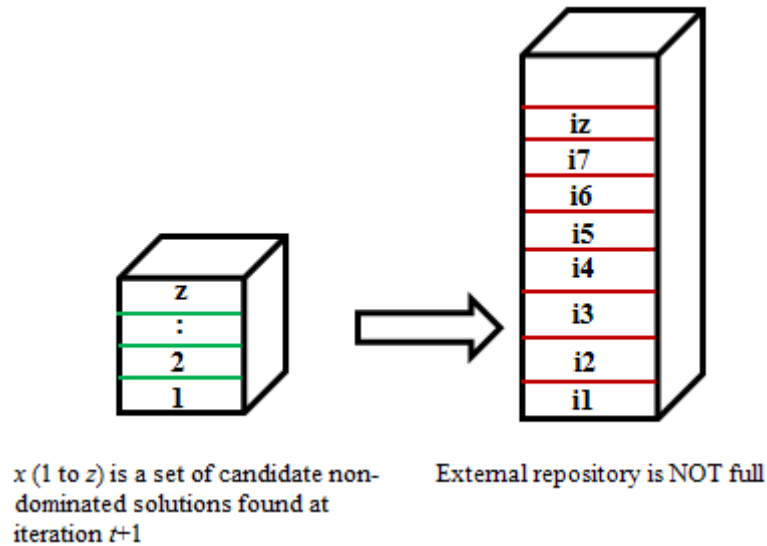 z
:
2
1
iz
i7
i6
i5
i4
i3
i2
i1
x (1 to z) is a set of candidate non-
dominated solutions found at
iteration t+1
External repository is NOT full